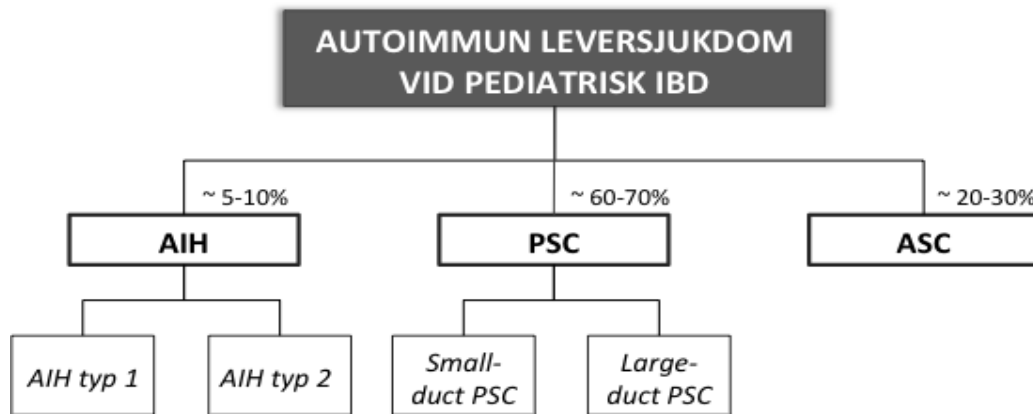 AUTOIMMUN LEVERSJUKDOM
VID PEDIATRISK IBD
~ 5-10%
~ 60-70%
~ 20-30%
AIH
PSC
ASC
AIH typ 1
AIH typ 2
Small-
duct PSC
Large-
duct PSC